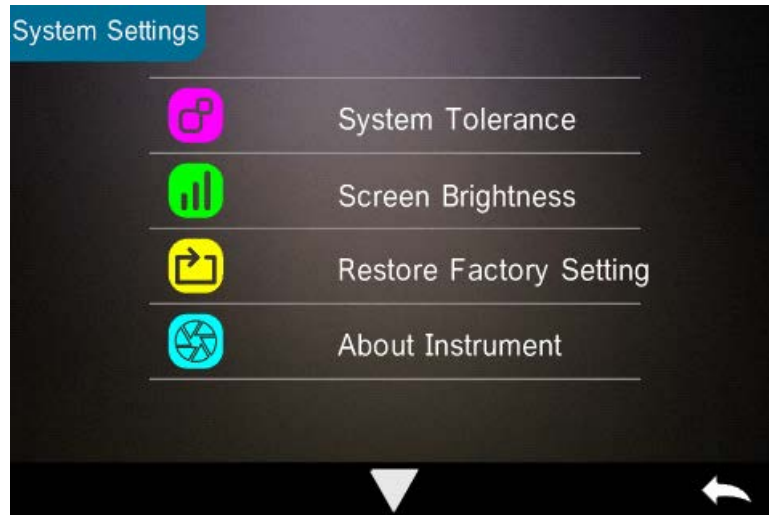 System Settings
System Tolerance
Screen Brightness
Restore Factory Setting
About Instrument